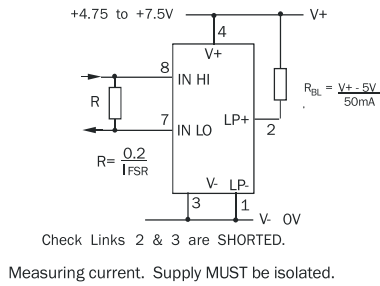 +4.75 to +7.5V
V+
4
V+
8
IN HI
R
7
IN LO
LP+
2
R_BL = V+ - 5V / 50mA
R= 0.2 / I_FSR
V- LP-
3
1
V- 0V
Check Links 2 & 3 are SHORTED.
Measuring current. Supply MUST be isolated.